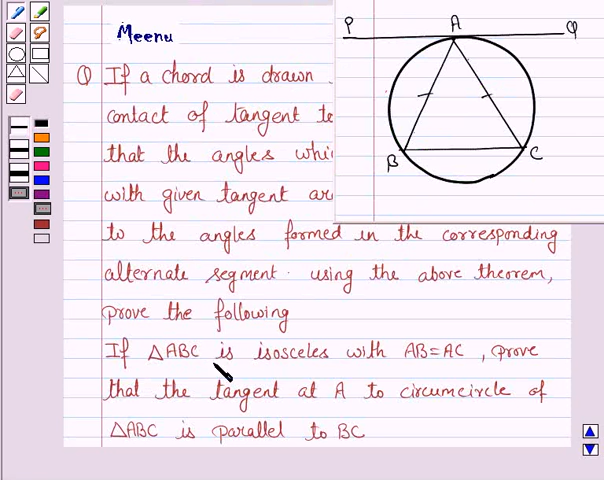 Meenu
P A Q
Q If a chord is drawn
contact of tangent
that the angles
with given tangent
B C
to the angles formed in the corresponding
alternate segment. using the above theorem,
prove the following
If △ABC is isosceles with AB=AC, prove
that the tangent at A to circumcircle of
△ABC is parallel to BC